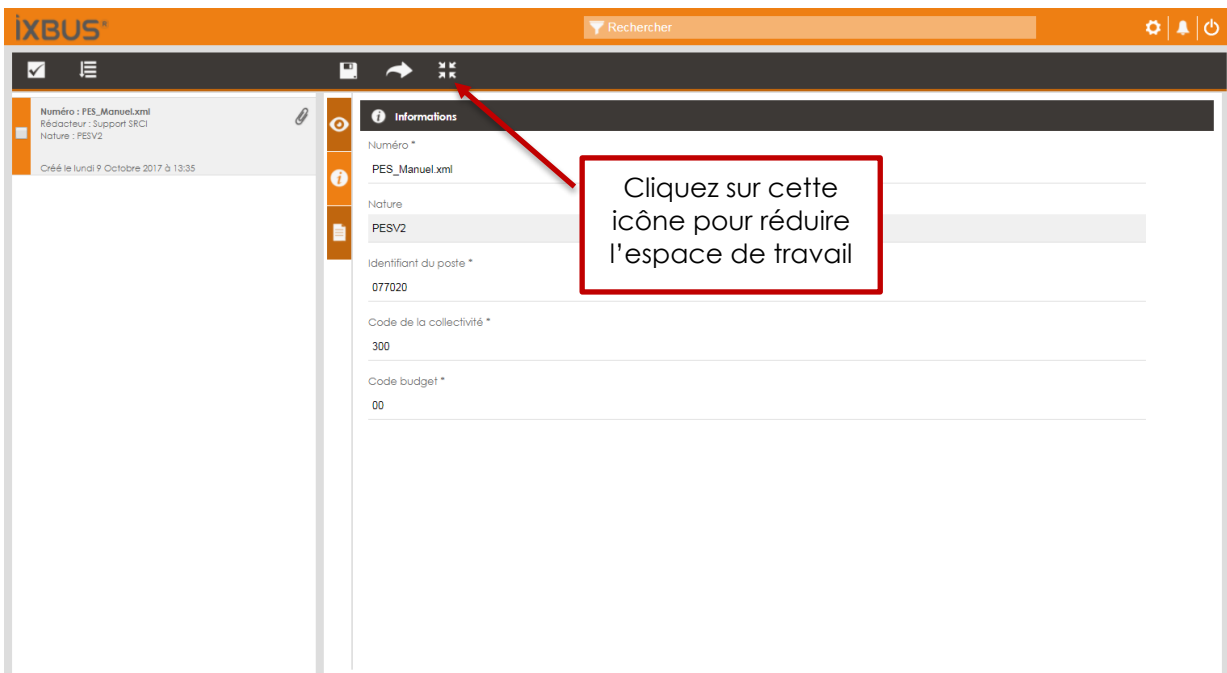 iXBUS
Rechercher
Numéro : PES_Manuel.xml
Rédacteur : Support SRCI
Nature : PESV2
Créé le lundi 9 Octobre 2017 à 13:35
Informations
Numéro *
PES_Manuel.xml
Nature
PESV2
Identifiant du poste *
077020
Code de la collectivité *
300
Code budget *
00
Cliquez sur cette
icône pour réduire
l’espace de travail